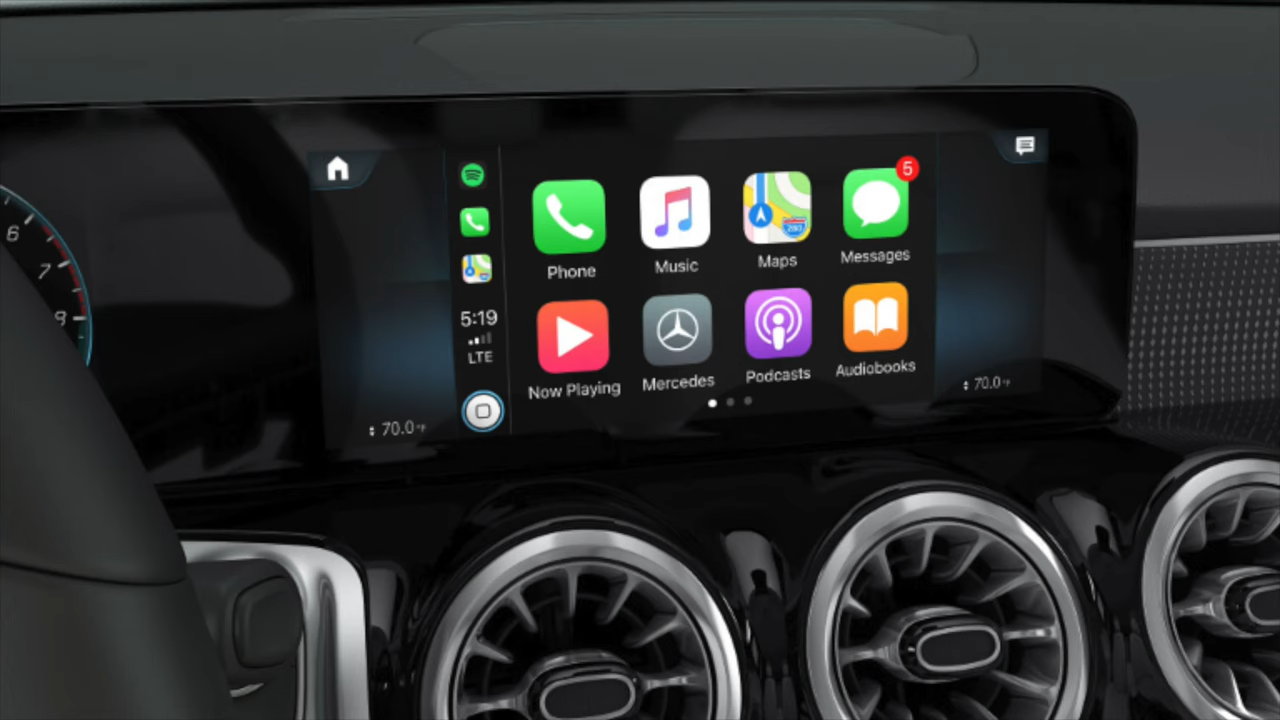 6
7
8
5:19
LTE
70.0°F
5
Phone
Music
Maps
Messages
280
Now Playing
Mercedes
Podcasts
Audiobooks
70.0°F